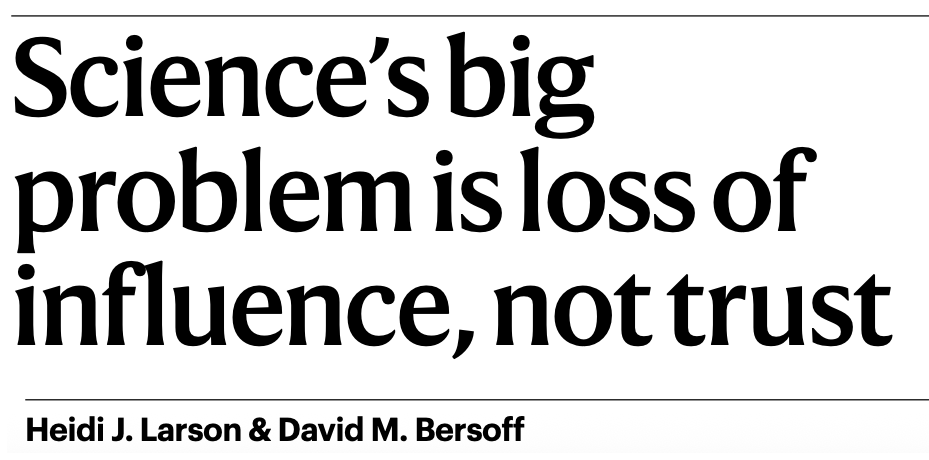 Science’s big
problem is loss of
influence, not trust
Heidi J. Larson & David M. Bersoff